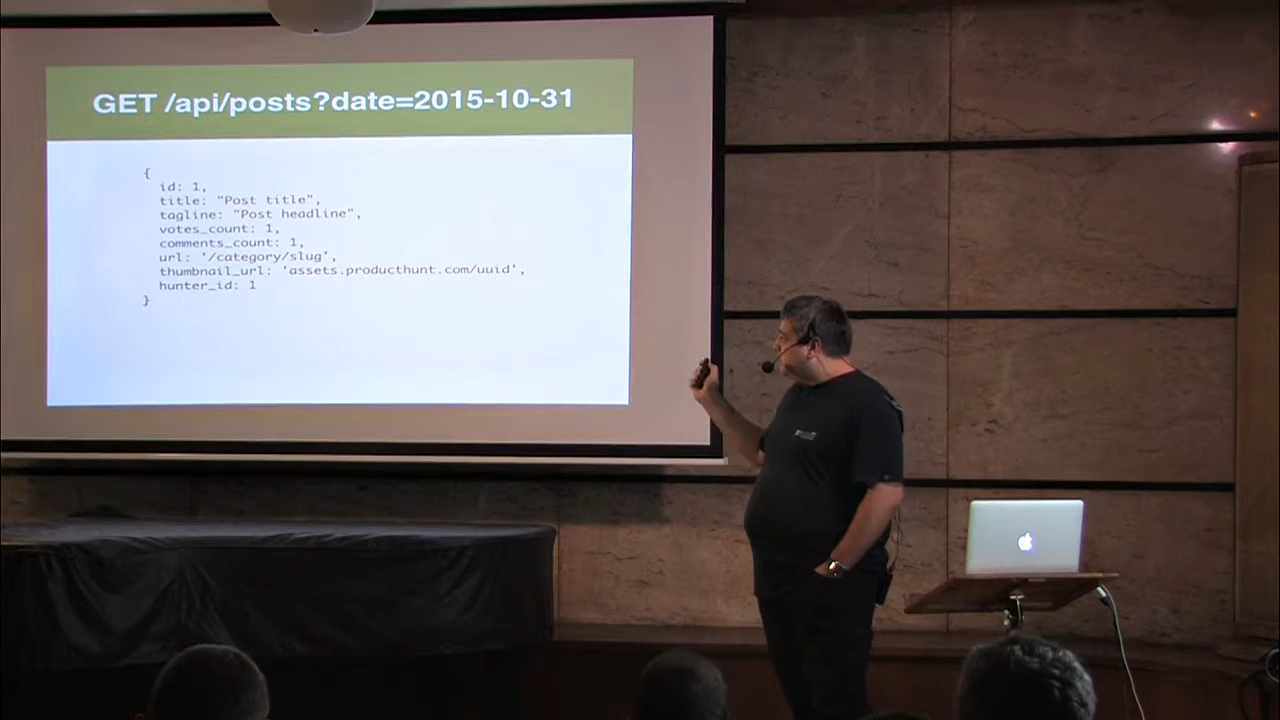 GET /api/posts?date=2015-10-31
{
id: 1,
title: "Post title",
tagline: "Post headline",
votes_count: 1,
comments_count: 1,
url: '/category/slug',
thumbnail_url: 'assets.producthunt.com/uuid',
hunter_id: 1
}